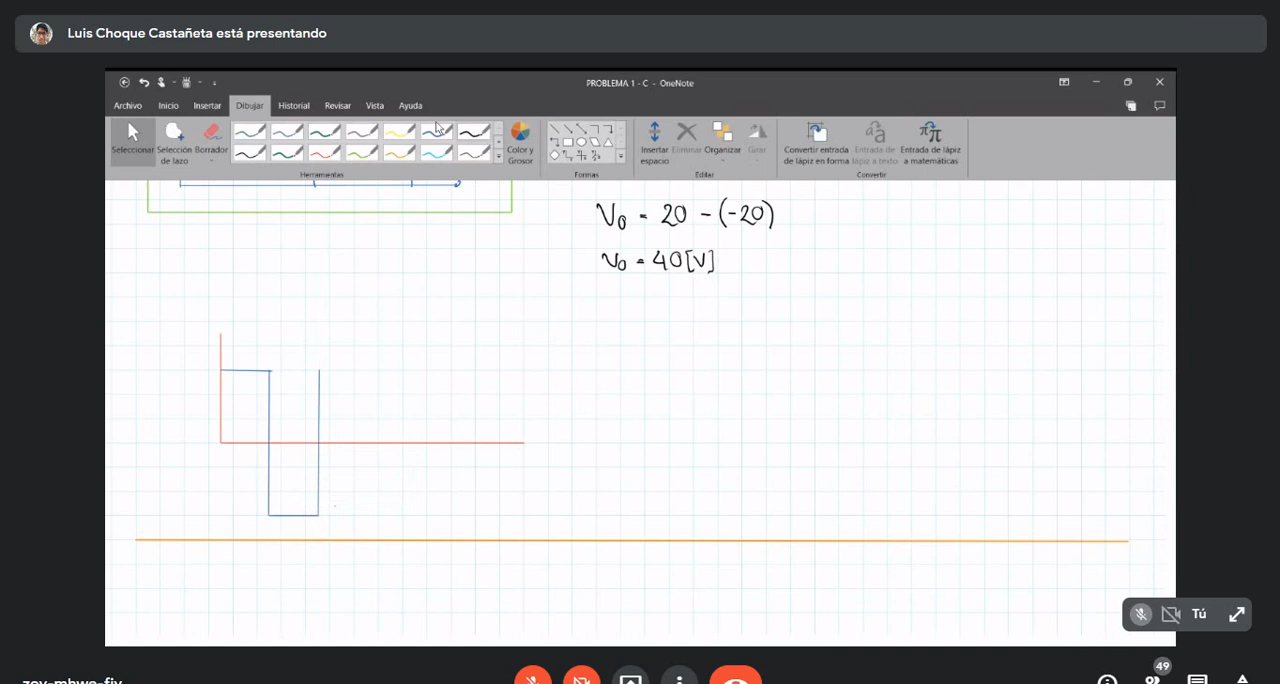 Luis Choque Castañeta está presentando
PROBLEMA 1 - C - OneNote
Archivo Inicio Insertar Dibujar Historial Revisar Vista Ayuda
Seleccionar
Selección de lazo
Borrador
Color y Grosor
Insertar espacio
Eliminar
Organizar
Girar
Convertir entrada de lápiz en forma
Entrada de lápiz a texto
Entrada de lápiz a matemáticas
Herramientas Formas Editar Convertir
V₀ = 20 - (-20)
V₀ = 40[V]
Tú
49